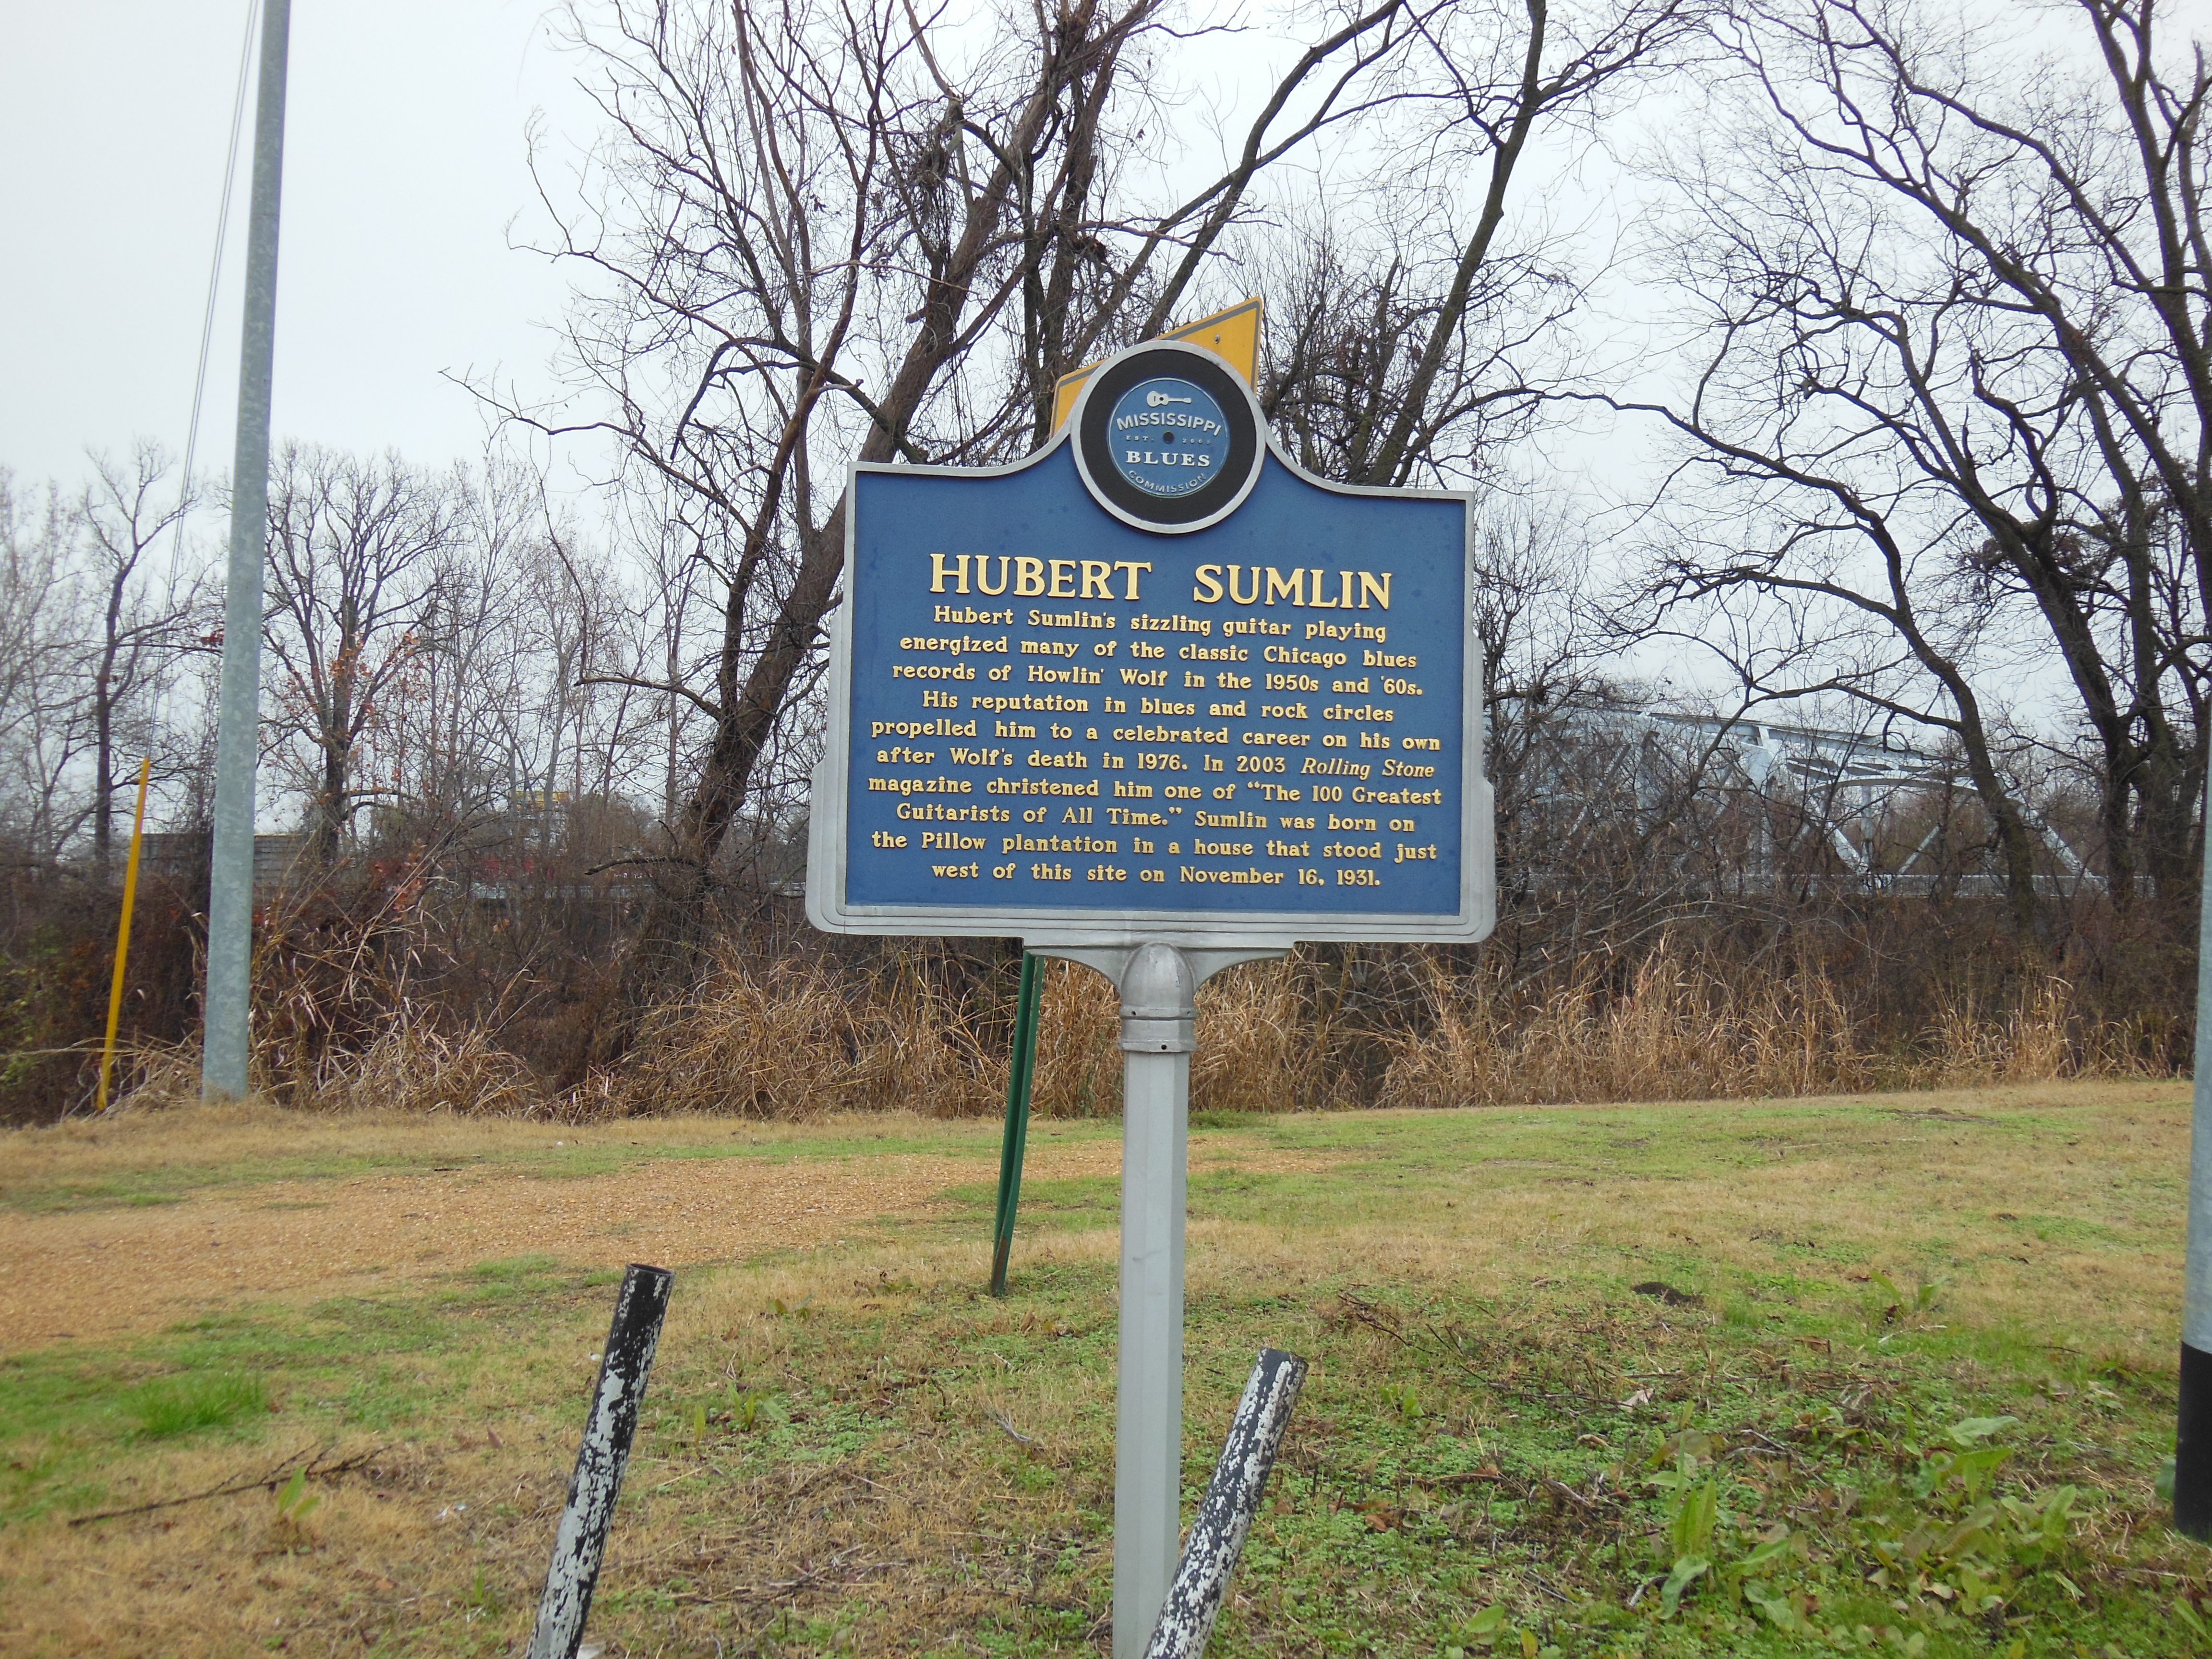 MISSISSIPPI
EST. 2003
BLUES
COMMISSION
HUBERT SUMLIN
Hubert Sumlin's sizzling guitar playing
energized many of the classic Chicago blues
records of Howlin' Wolf in the 1950s and '60s.
His reputation in blues and rock circles
propelled him to a celebrated career on his own
after Wolf's death in 1976. In 2003 Rolling Stone
magazine christened him one of “The 100 Greatest
Guitarists of All Time.” Sumlin was born on
the Pillow plantation in a house that stood just
west of this site on November 16, 1931.